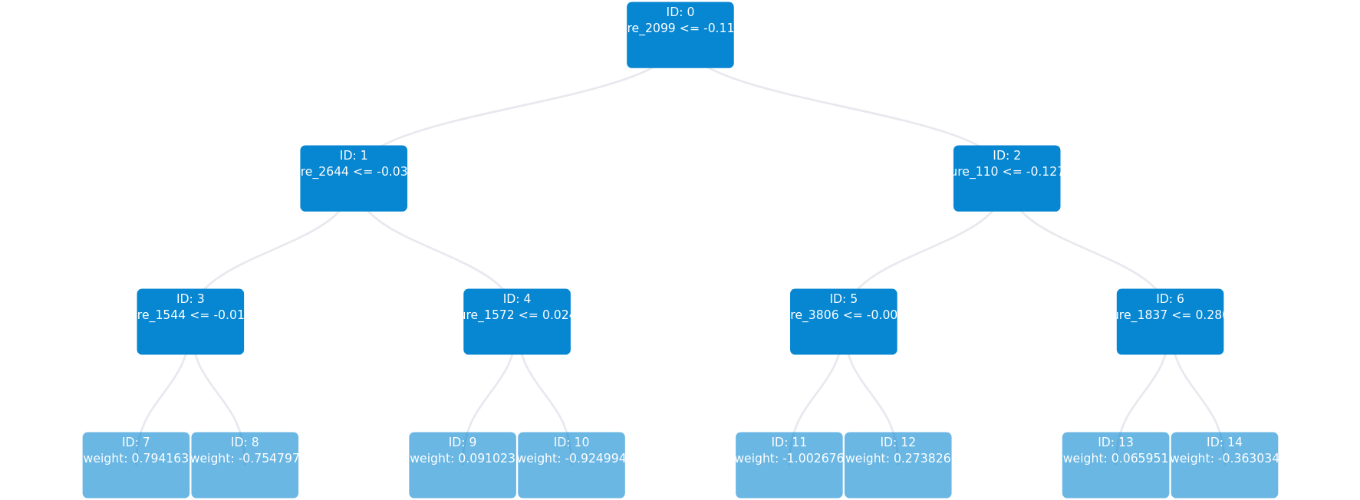 ID: 0
re_2099 <= -0.11
ID: 1
re_2644 <= -0.03
ID: 2
ure_110 <= -0.127
ID: 3
re_1544 <= -0.01
ID: 4
ure_1572 <= 0.024
ID: 5
re_3806 <= -0.00
ID: 6
ure_1837 <= 0.280
ID: 7
weight: 0.794163
ID: 8
weight: -0.754797
ID: 9
weight: 0.091023
ID: 10
weight: -0.924994
ID: 11
weight: -1.002676
ID: 12
weight: 0.273826
ID: 13
weight: 0.065951
ID: 14
weight: -0.363034